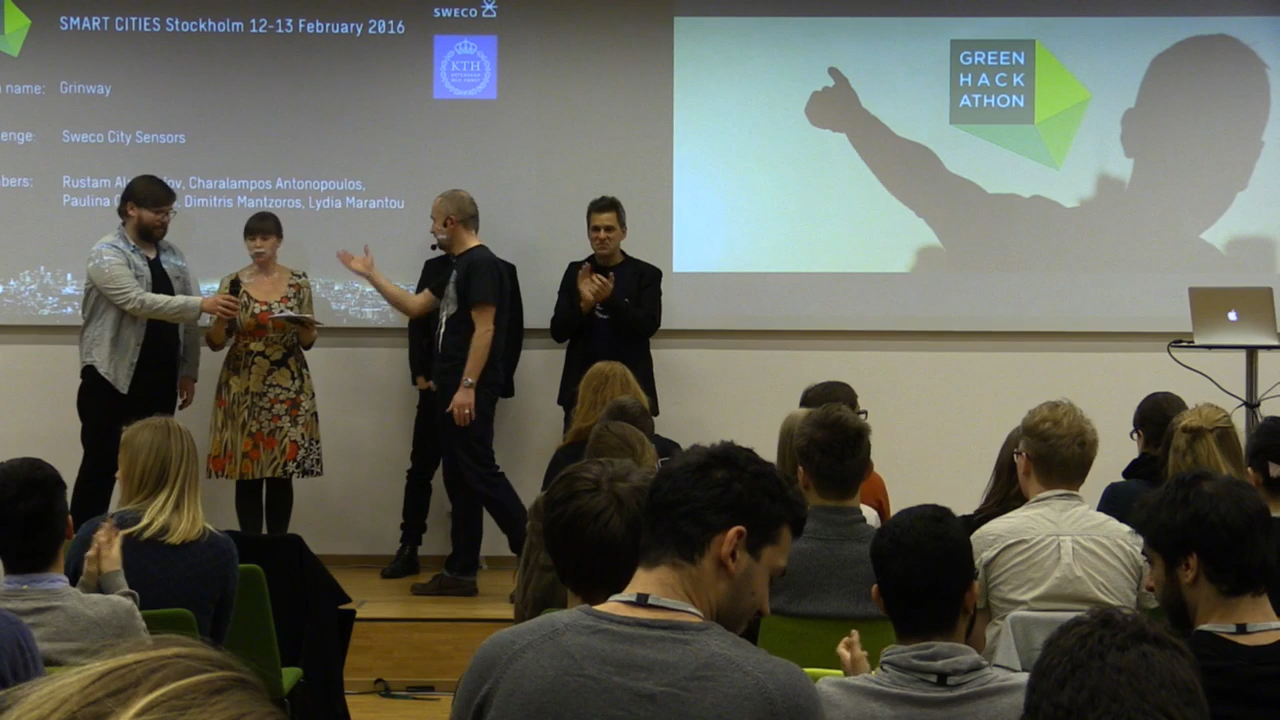 SMART CITIES Stockholm 12-13 February 2016
SWECO
KTH
name: Grinway
enge: Sweco City Sensors
bers: Rustam Charalampos Antonopoulos,
Paulina Dimitris Mantzoros, Lydia Marantou
GREEN
HACK
ATHON